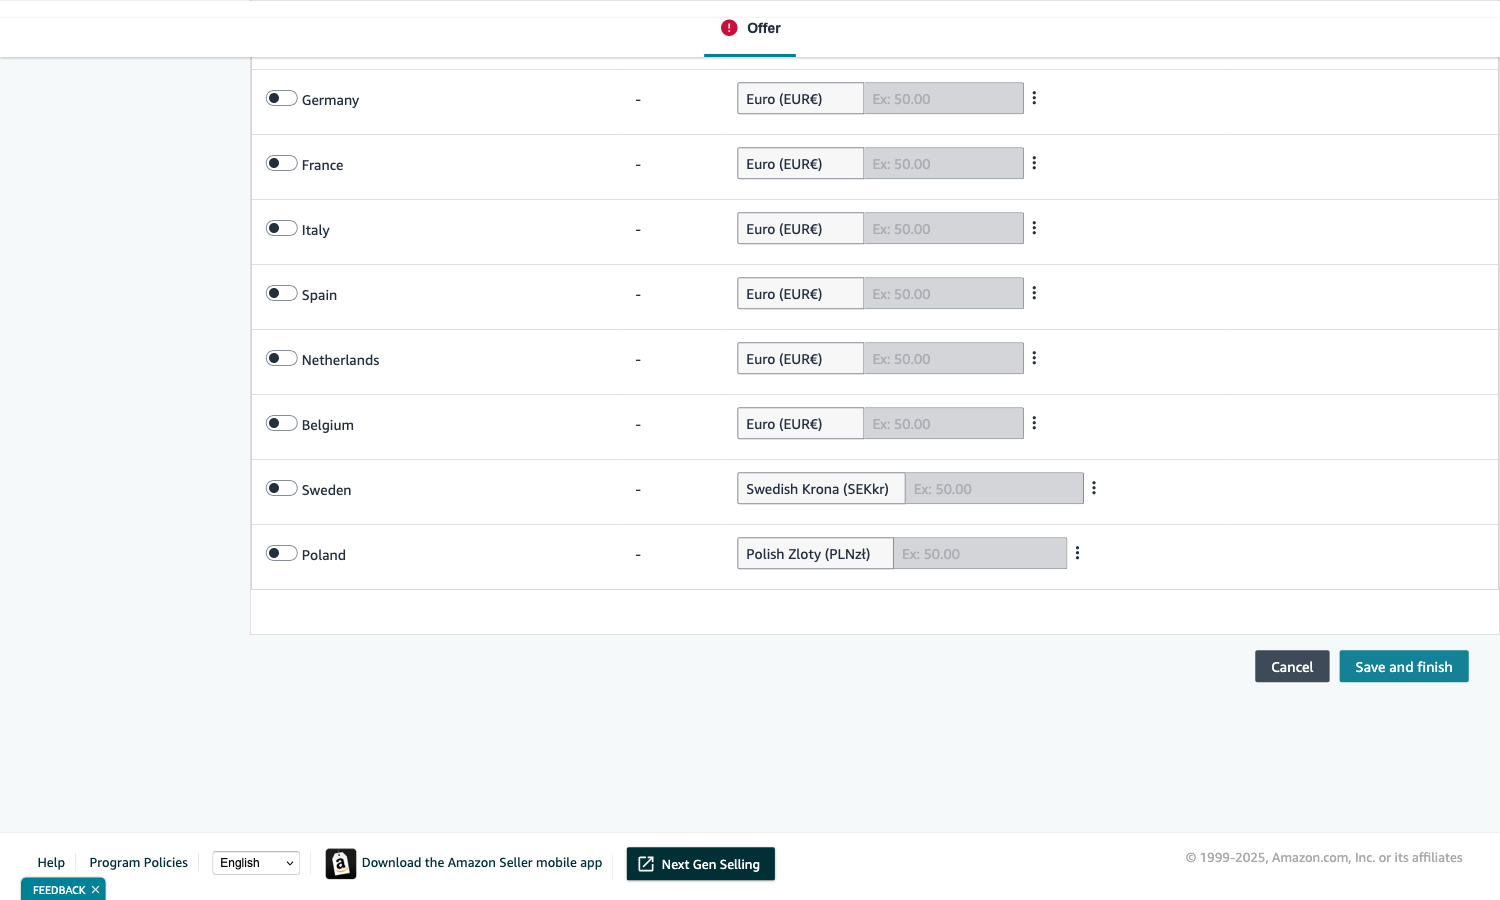 Offer
Germany - Euro (EUR€) Ex: 50.00
France - Euro (EUR€) Ex: 50.00
Italy - Euro (EUR€) Ex: 50.00
Spain - Euro (EUR€) Ex: 50.00
Netherlands - Euro (EUR€) Ex: 50.00
Belgium - Euro (EUR€) Ex: 50.00
Sweden - Swedish Krona (SEKkr) Ex: 50.00
Poland - Polish Zloty (PLNzł) Ex: 50.00
Cancel Save and finish
Help Program Policies English Download the Amazon Seller mobile app Next Gen Selling © 1999-2025, Amazon.com, Inc. or its affiliates
FEEDBACK